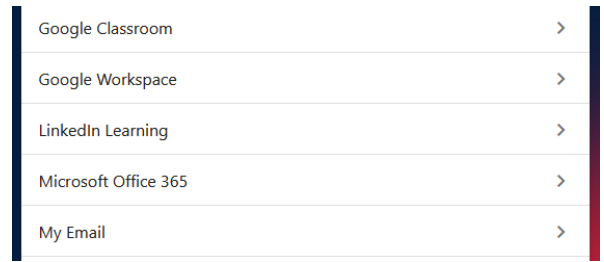 Google Classroom
Google Workspace
LinkedIn Learning
Microsoft Office 365
My Email